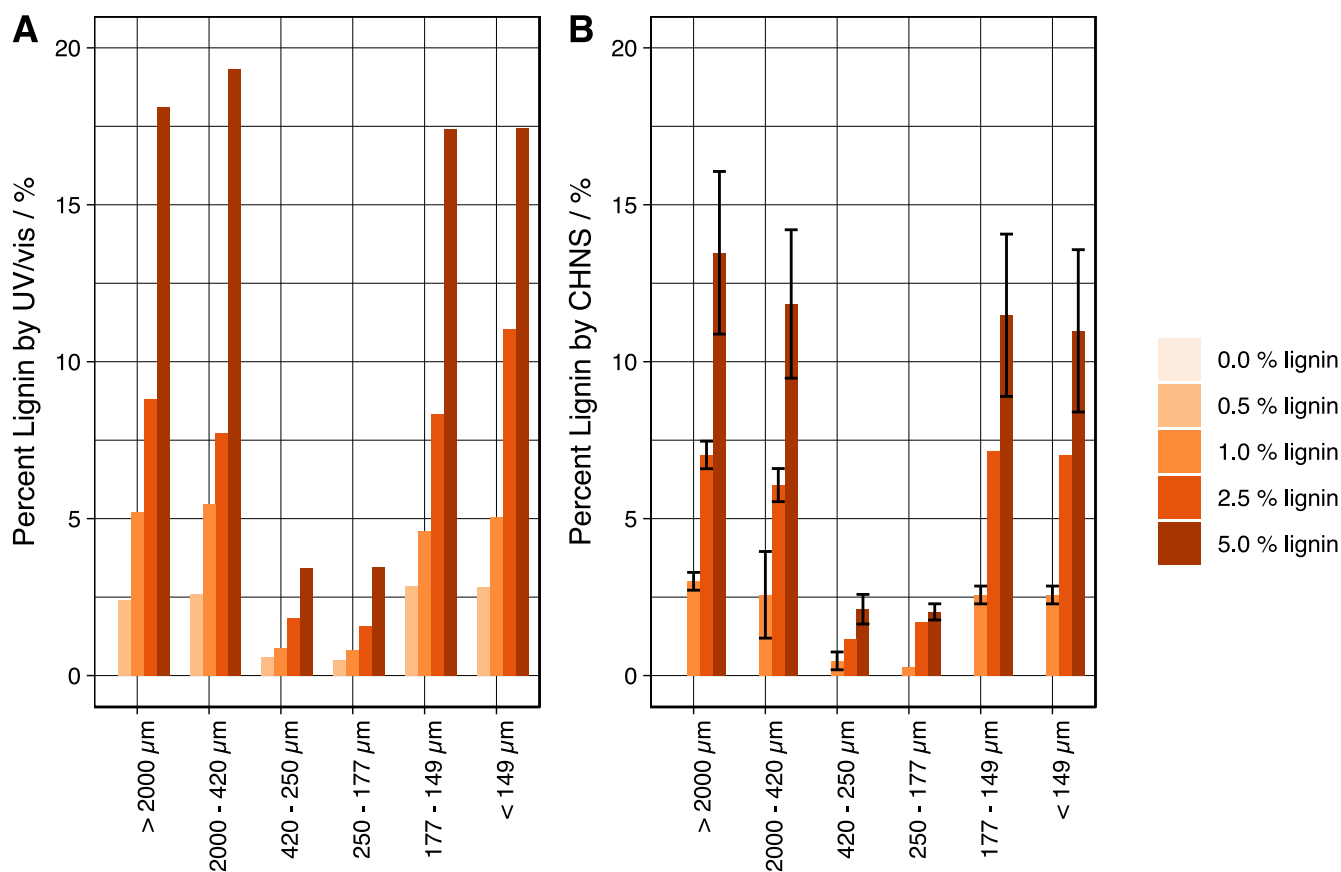 A
Percent Lignin by UV/vis / %
20
15
10
5
0
> 2000 µm
2000 - 420 µm
420 - 250 µm
250 - 177 µm
177 - 149 µm
< 149 µm
B
Percent Lignin by CHNS / %
20
15
10
5
0
> 2000 µm
2000 - 420 µm
420 - 250 µm
250 - 177 µm
177 - 149 µm
< 149 µm
0.0 % lignin
0.5 % lignin
1.0 % lignin
2.5 % lignin
5.0 % lignin